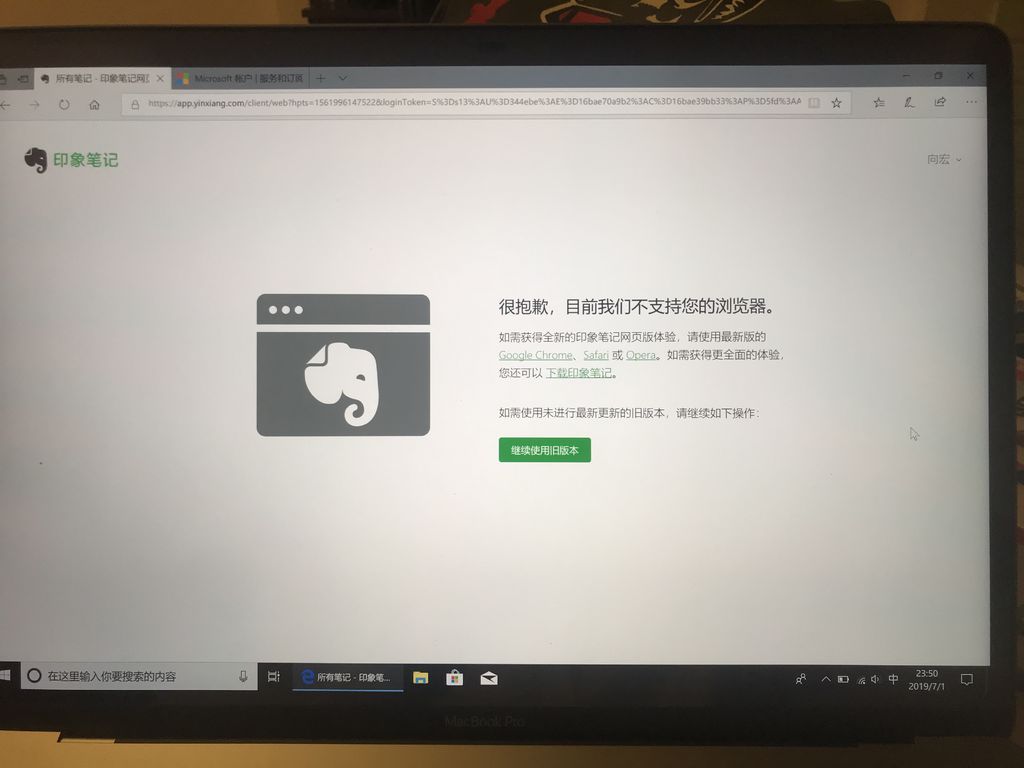 所有笔记 - 印象笔记网页
Microsoft 帐户 | 服务和订阅
https://app.yinxiang.com/client/web?hpts=1561996147522&loginToken=S%3Ds13%3AU%3D344ebe%3AE%3D16bae70a9b2%3AC%3D16bae39bb33%3AP%3D5fd%3AA
印象笔记
向宏
很抱歉，目前我们不支持您的浏览器。
如需获得全新的印象笔记网页版体验，请使用最新版的
Google Chrome、Safari 或 Opera。如需获得更全面的体验，
您还可以 下载印象笔记。
如需使用未进行最新更新的旧版本，请继续如下操作：
继续使用旧版本
在这里输入你要搜索的内容
所有笔记 - 印象笔...
中
23:50
2019/7/1
MacBook Pro